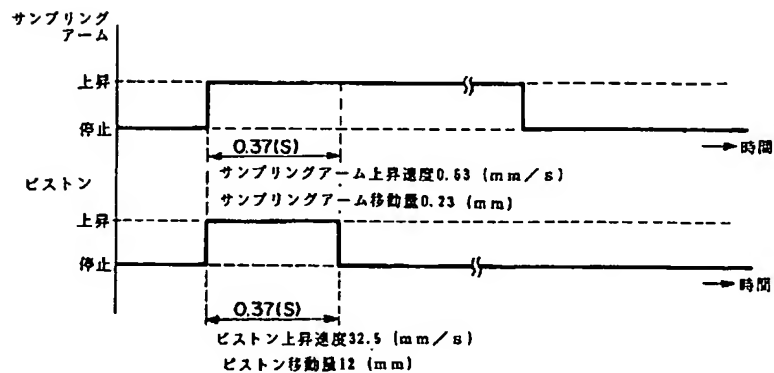 サンプリング
アーム
上昇
停止
時間
0.37(S)
サンプリングアーム上昇速度0.63 (mm/s)
サンプリングアーム移動量0.23 (mm)
ピストン
上昇
停止
時間
0.37(S)
ピストン上昇速度32.5 (mm/s)
ピストン移動量12 (mm)